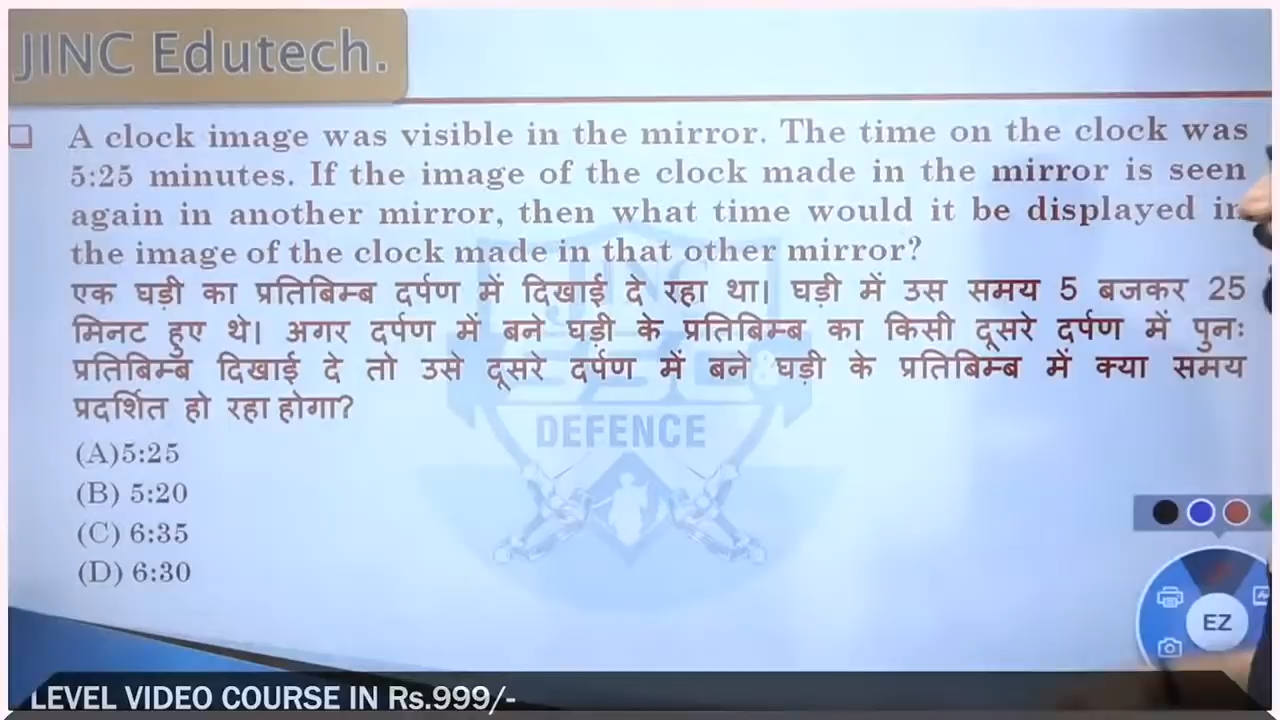 JINC Edutech.
A clock image was visible in the mirror. The time on the clock was
5:25 minutes. If the image of the clock made in the mirror is seen
again in another mirror, then what time would it be displayed in
the image of the clock made in that other mirror?
एक घड़ी का प्रतिबिम्ब दर्पण में दिखाई दे रहा था। घड़ी में उस समय 5 बजकर 25
मिनट हुए थे। अगर दर्पण में बने घड़ी के प्रतिबिम्ब का किसी दूसरे दर्पण में पुनः
प्रतिबिम्ब दिखाई दे तो उसे दूसरे दर्पण में बने घड़ी के प्रतिबिम्ब में क्या समय
प्रदर्शित हो रहा होगा?
DEFENCE
(A)5:25
(B) 5:20
(C) 6:35
(D) 6:30
EZ
LEVEL VIDEO COURSE IN Rs.999/-